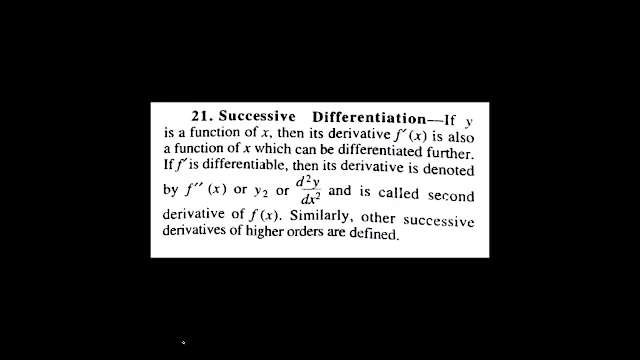 21. Successive Differentiation—If y
is a function of x, then its derivative f′ (x) is also
a function of x which can be differentiated further.
If f′ is differentiable, then its derivative is denoted
by f″ (x) or y₂ or d²y/dx² and is called second
derivative of f (x). Similarly, other successive
derivatives of higher orders are defined.